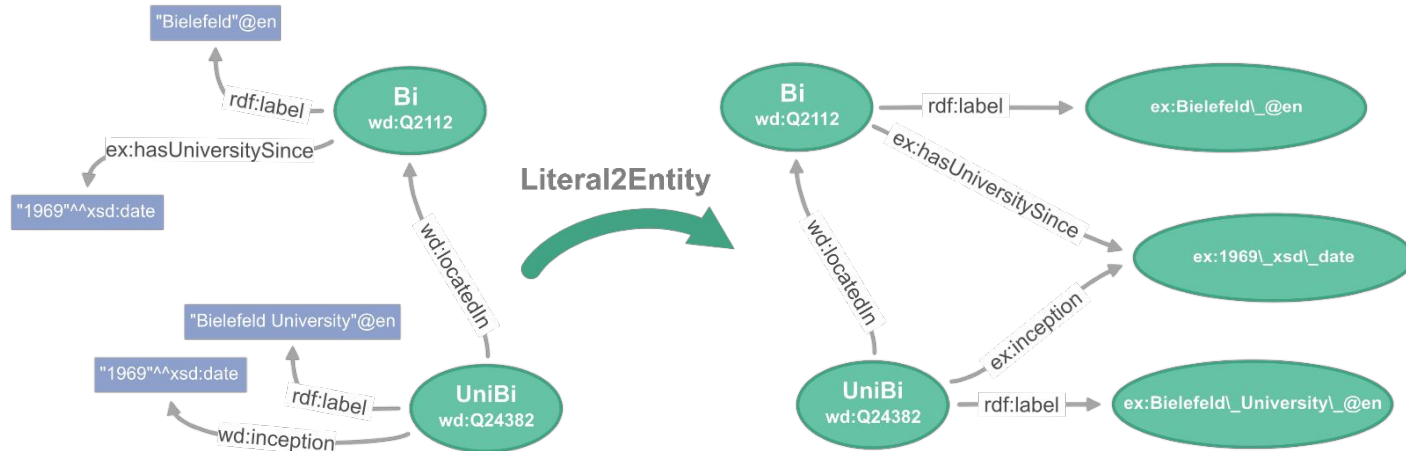 "Bielefeld"@en
rdf:label
Bi
wd:Q2112
ex:hasUniversitySince
"1969"^^xsd:date
wd:locatedIn
"Bielefeld University"@en
"1969"^^xsd:date
rdf:label
wd:inception
UniBi
wd:Q24382
Literal2Entity
Bi
wd:Q2112
rdf:label
ex:Bielefeld\_@en
ex:hasUniversitySince
wd:locatedIn
ex:1969\_xsd\_date
ex:inception
UniBi
wd:Q24382
rdf:label
ex:Bielefeld\_University\_@en